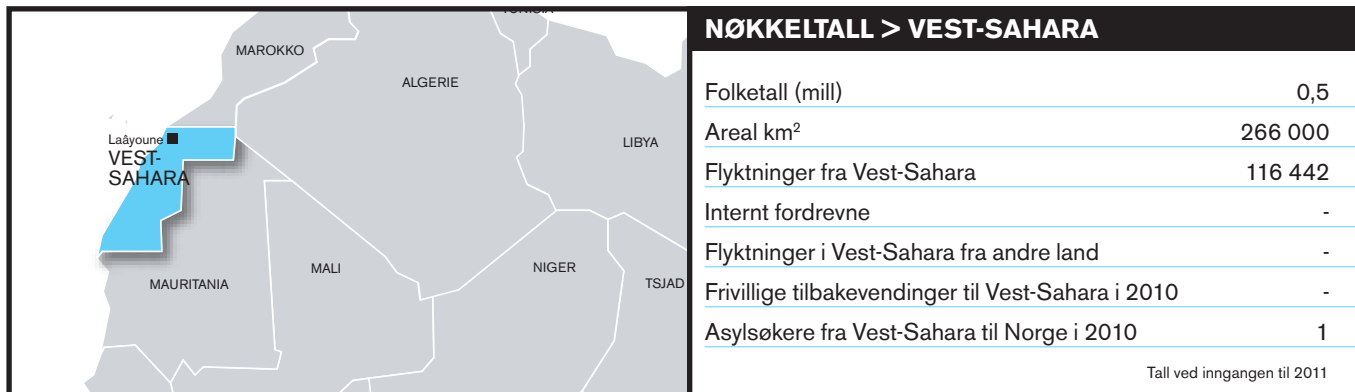 TUNISIA
MAROKKO
ALGERIE
Laâyoune
VEST-
SAHARA
LIBYA
MAURITANIA
MALI
NIGER
TSJAD
NØKKELTALL > VEST-SAHARA
Folketall (mill) 0,5
Areal km² 266 000
Flyktninger fra Vest-Sahara 116 442
Internt fordrevne -
Flyktninger i Vest-Sahara fra andre land -
Frivillige tilbakevendinger til Vest-Sahara i 2010 -
Asylsøkere fra Vest-Sahara til Norge i 2010 1
Tall ved inngangen til 2011